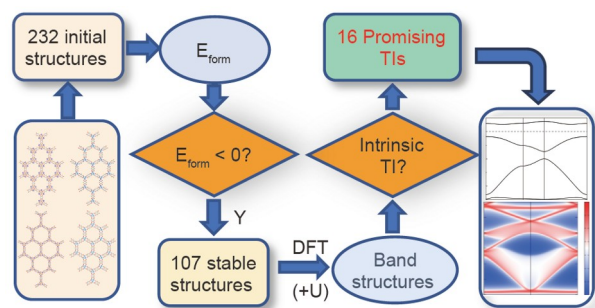 232 initial
structures
E_form
E_form < 0?
Y
107 stable
structures
DFT
(+U)
Band
structures
Intrinsic
TI?
16 Promising
TIs